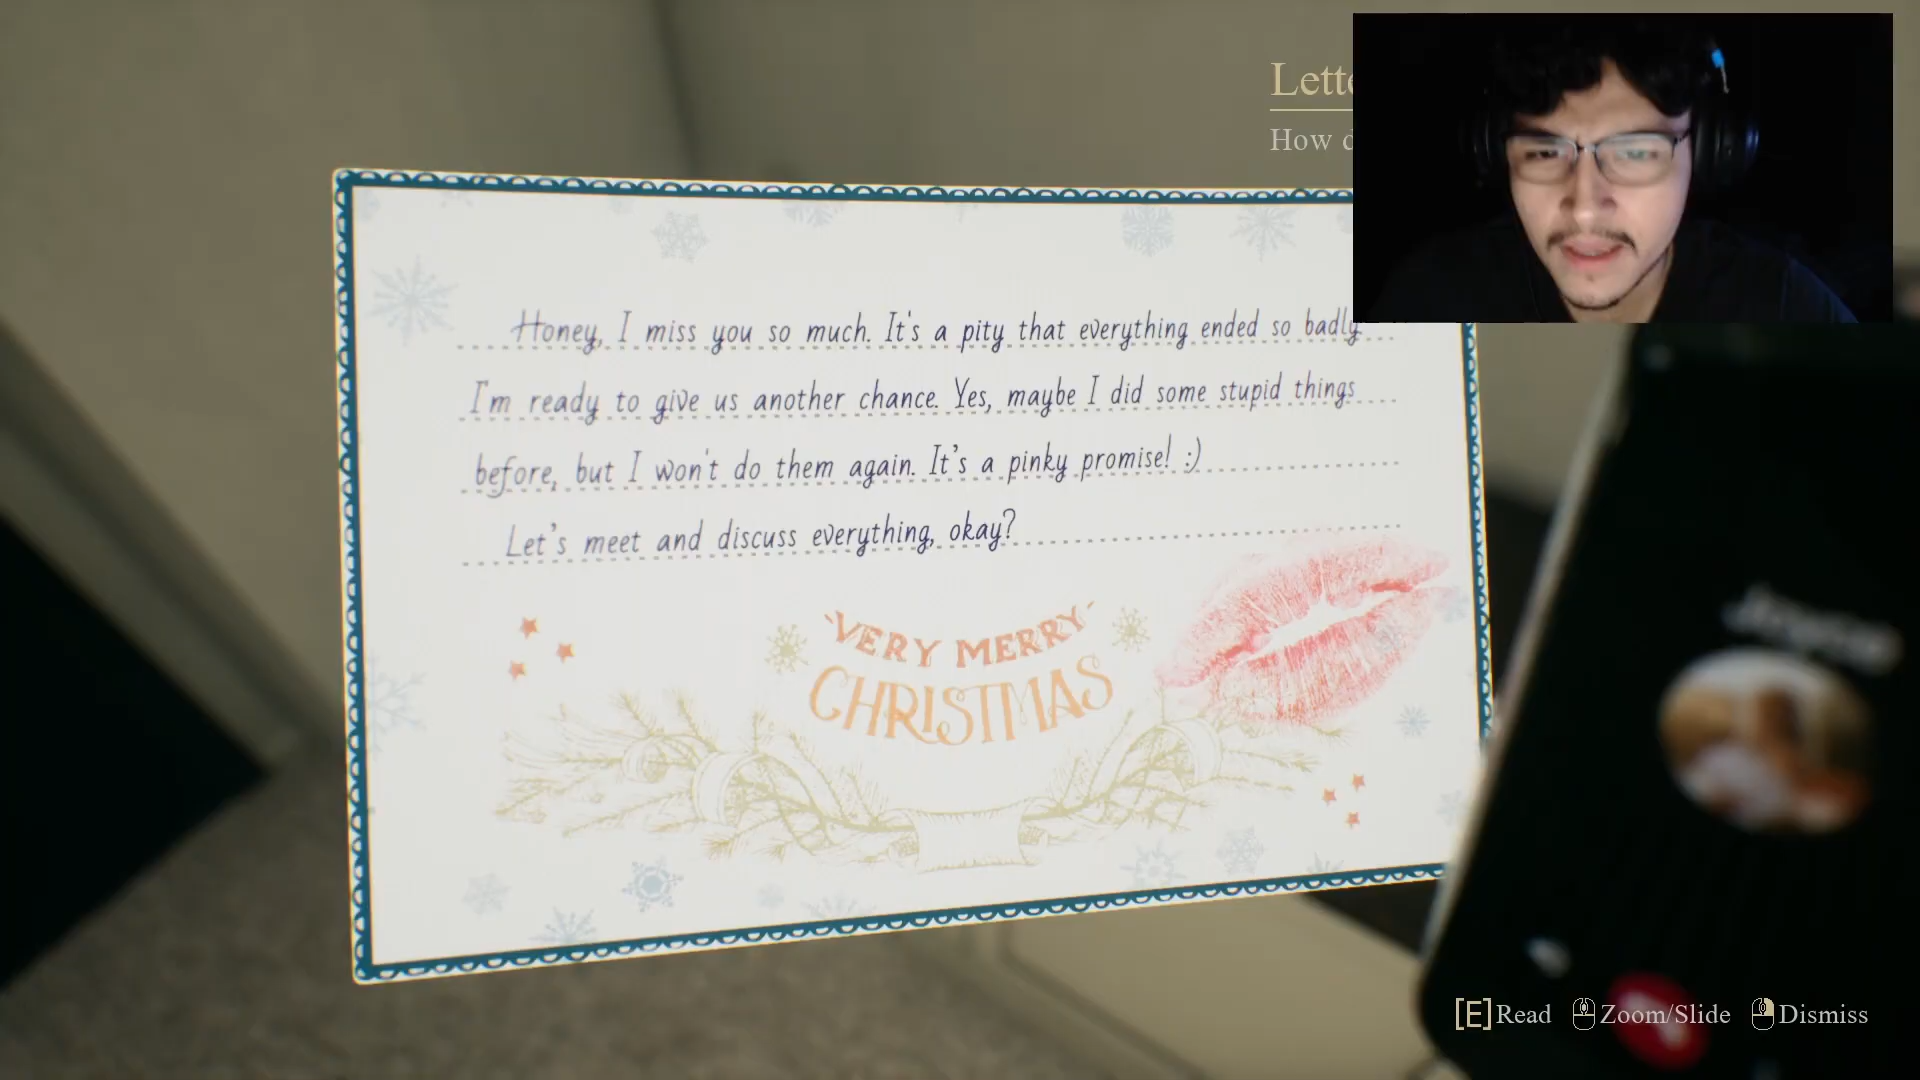 Lette
How d
Honey, I miss you so much. It's a pity that everything ended so badly.
I'm ready to give us another chance. Yes, maybe I did some stupid things
before, but I won't do them again. It's a pinky promise! :)
Let's meet and discuss everything, okay?
VERY MERRY
CHRISTMAS
[E]Read Zoom/Slide Dismiss